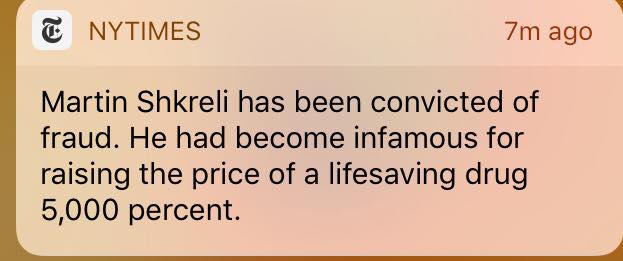 NYTIMES 7m ago
Martin Shkreli has been convicted of
fraud. He had become infamous for
raising the price of a lifesaving drug
5,000 percent.